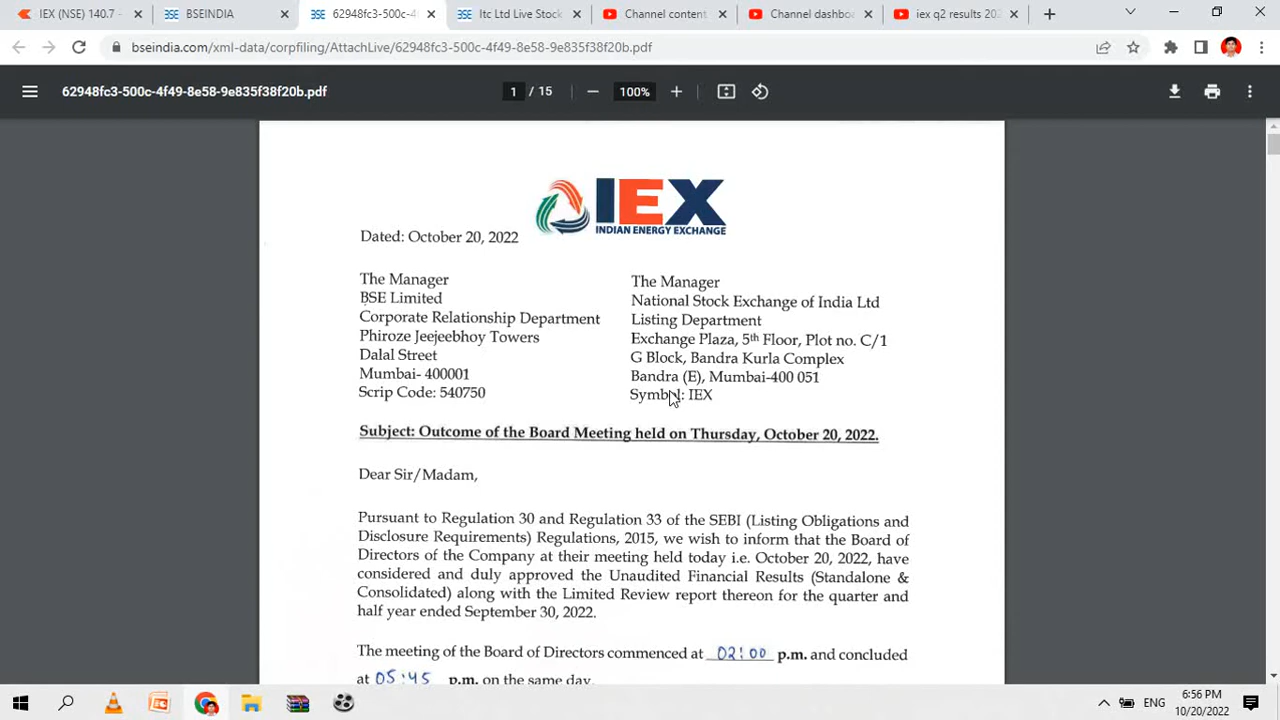 IEX (NSE) 140.7 -
BSEINDIA
62948fc3-500c-4
Itc Ltd Live Stock
Channel content
Channel dashboa
iex q2 results 202
bseindia.com/xml-data/corpfiling/AttachLive/62948fc3-500c-4f49-8e58-9e835f38f20b.pdf
62948fc3-500c-4f49-8e58-9e835f38f20b.pdf
1 / 15
100%
IEX
INDIAN ENERGY EXCHANGE
Dated: October 20, 2022
The Manager
BSE Limited
Corporate Relationship Department
Phiroze Jeejeebhoy Towers
Dalal Street
Mumbai- 400001
Scrip Code: 540750
The Manager
National Stock Exchange of India Ltd
Listing Department
Exchange Plaza, 5th Floor, Plot no. C/1
G Block, Bandra Kurla Complex
Bandra (E), Mumbai-400 051
Symbol: IEX
Subject: Outcome of the Board Meeting held on Thursday, October 20, 2022.
Dear Sir/Madam,
Pursuant to Regulation 30 and Regulation 33 of the SEBI (Listing Obligations and
Disclosure Requirements) Regulations, 2015, we wish to inform that the Board of
Directors of the Company at their meeting held today i.e. October 20, 2022, have
considered and duly approved the Unaudited Financial Results (Standalone &
Consolidated) along with the Limited Review report thereon for the quarter and
half year ended September 30, 2022.
The meeting of the Board of Directors commenced at 02:00 p.m. and concluded
at 05:45 p.m. on the same day.
ENG
6:56 PM
10/20/2022